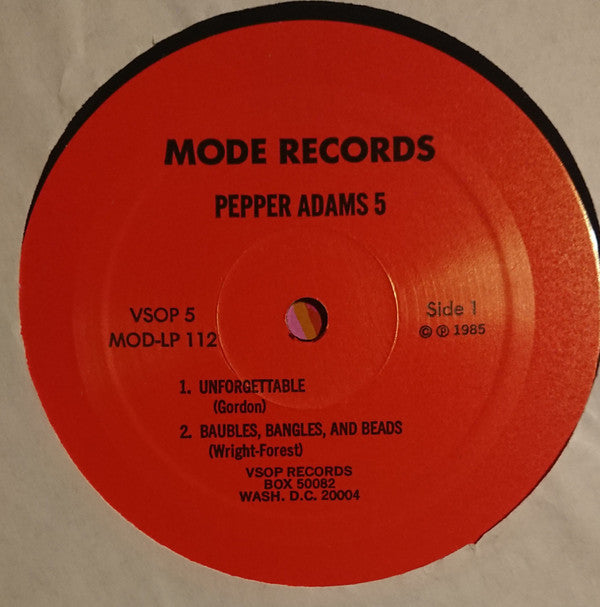 MODE RECORDS
PEPPER ADAMS 5
VSOP 5
MOD-LP 112
Side 1
© ℗ 1985
1. UNFORGETTABLE
(Gordon)
2. BAUBLES, BANGLES, AND BEADS
(Wright-Forest)
VSOP RECORDS
BOX 50082
WASH. D.C. 20004